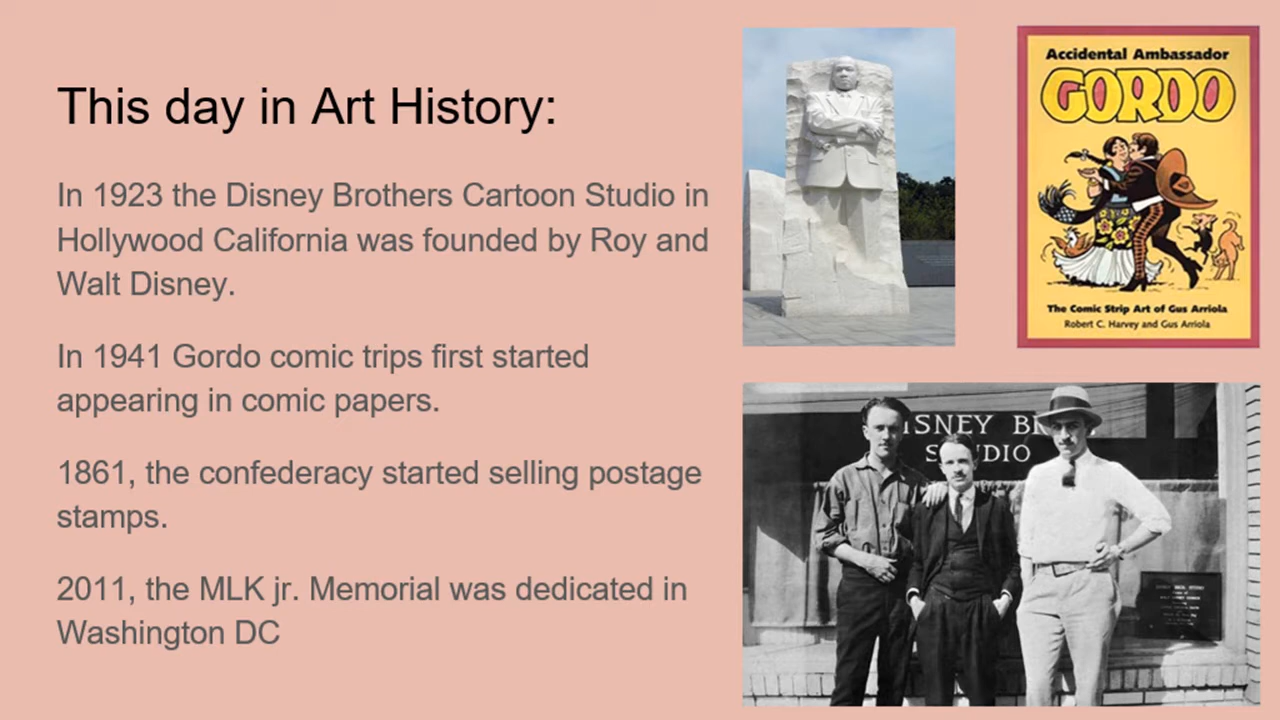 This day in Art History:
In 1923 the Disney Brothers Cartoon Studio in
Hollywood California was founded by Roy and
Walt Disney.
In 1941 Gordo comic trips first started
appearing in comic papers.
1861, the confederacy started selling postage
stamps.
2011, the MLK jr. Memorial was dedicated in
Washington DC
Accidental Ambassador
GORDO
The Comic Strip Art of Gus Arriola
Robert C. Harvey and Gus Arriola
ISNEY BR
S UDIO